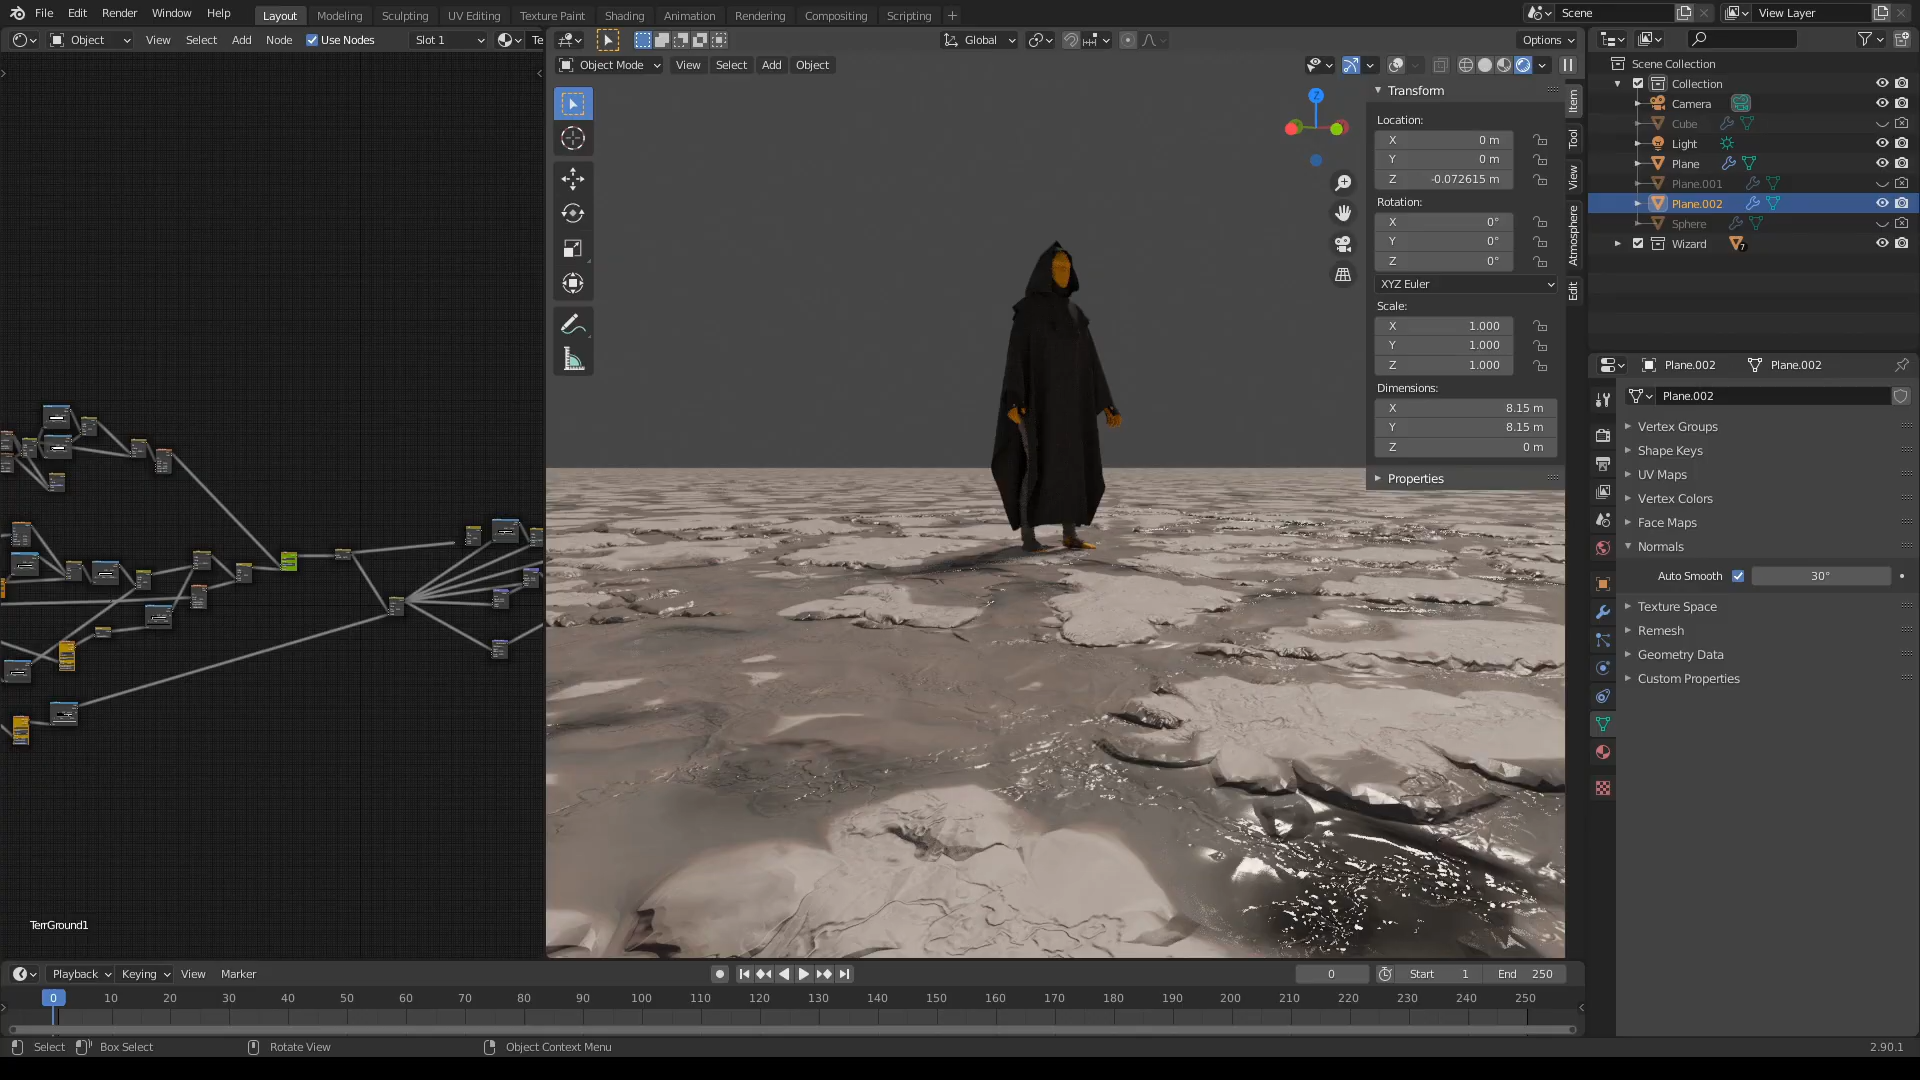 File Edit Render Window Help Layout Modeling Sculpting UV Editing Texture Paint Shading Animation Rendering Compositing Scripting + Scene View Layer
Object View Select Add Node Use Nodes Slot 1 Te Global Options
Object Mode View Select Add Object
Transform
Location:
X 0 m
Y 0 m
Z -0.072615 m
Rotation:
X 0°
Y 0°
Z 0°
XYZ Euler
Scale:
X 1.000
Y 1.000
Z 1.000
Dimensions:
X 8.15 m
Y 8.15 m
Z 0 m
Properties
Item
Tool
View
Atmosphere
Edit
Z
Scene Collection
Collection
Camera
Cube
Light
Plane
Plane.001
Plane.002
Sphere
Wizard 7
Plane.002 Plane.002
Plane.002
Vertex Groups
Shape Keys
UV Maps
Vertex Colors
Face Maps
Normals
Auto Smooth 30°
Texture Space
Remesh
Geometry Data
Custom Properties
TerrGround1
Playback Keying View Marker 0 Start 1 End 250
0 10 20 30 40 50 60 70 80 90 100 110 120 130 140 150 160 170 180 190 200 210 220 230 240 250
Select Box Select Rotate View Object Context Menu 2.90.1